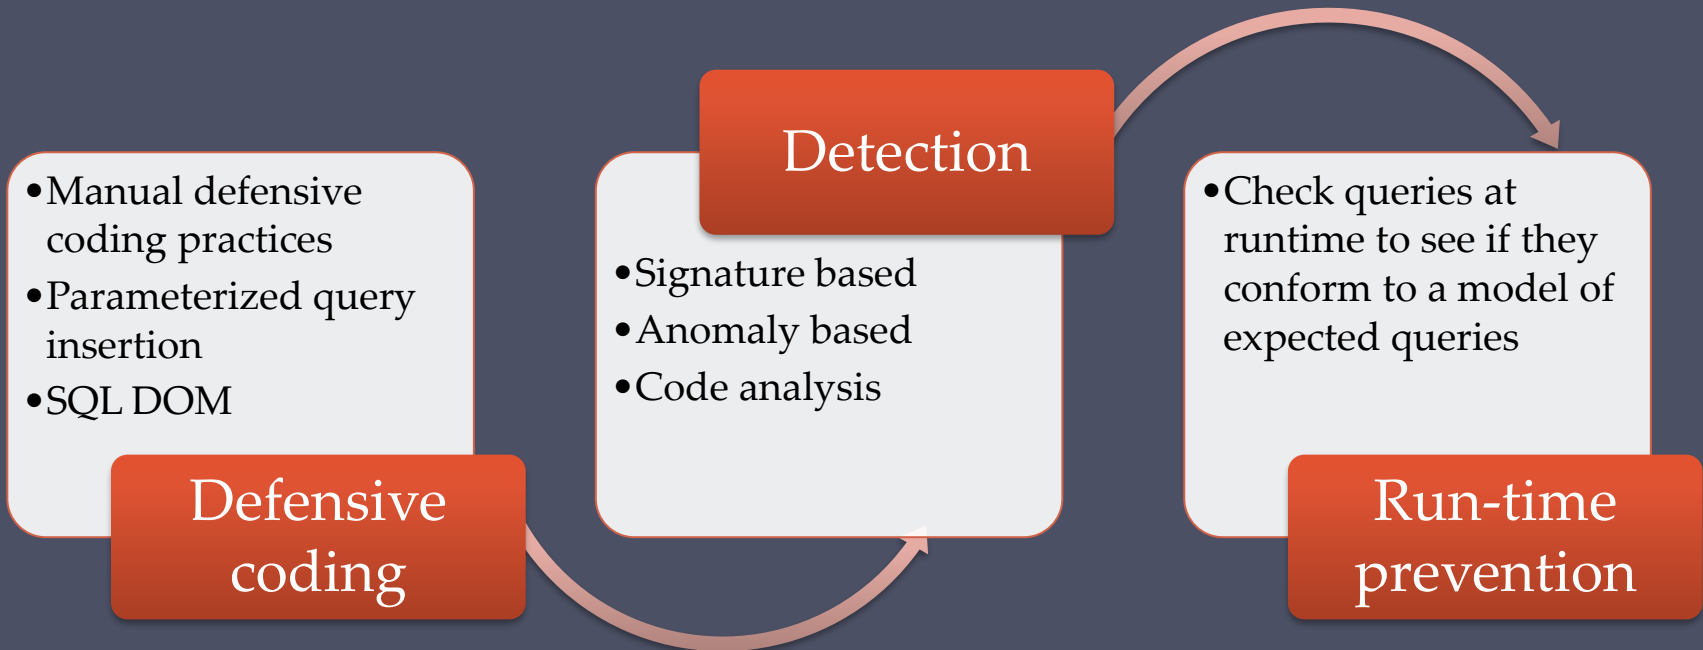 •Manual defensive
coding practices
•Parameterized query
insertion
•SQL DOM
Defensive
coding
Detection
•Signature based
•Anomaly based
•Code analysis
•Check queries at
runtime to see if they
conform to a model of
expected queries
Run-time
prevention